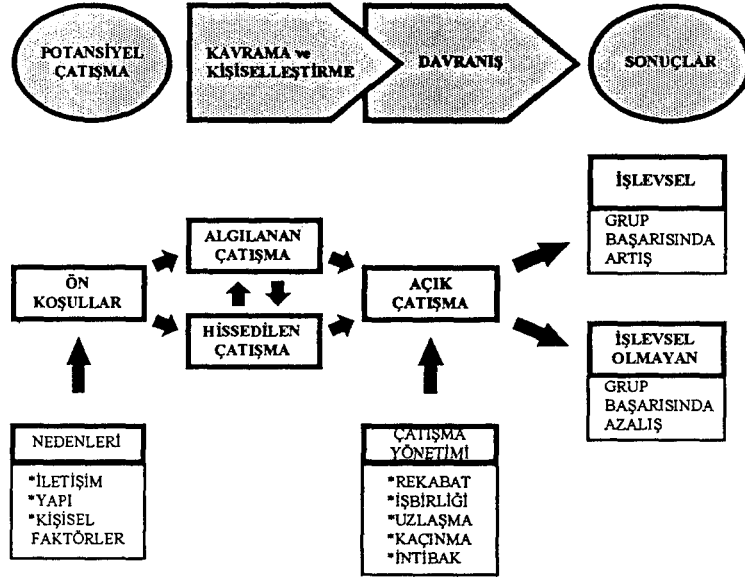 POTANSİYEL
ÇATIŞMA
KAVRAMA ve
KİŞİSELLEŞTİRME
DAVRANIŞ
SONUÇLAR
ÖN
KOŞULLAR
ALGILANAN
ÇATIŞMA
HİSSEDİLEN
ÇATIŞMA
AÇIK
ÇATIŞMA
İŞLEVSEL
GRUP
BAŞARISINDA
ARTIŞ
İŞLEVSEL
OLMAYAN
GRUP
BAŞARISINDA
AZALIŞ
NEDENLERİ
*İLETİŞİM
*YAPI
*KİŞİSEL
FAKTÖRLER
ÇATIŞMA
YÖNETİMİ
*REKABAT
*İŞBİRLİĞİ
*UZLAŞMA
*KAÇINMA
*İNTİBAK